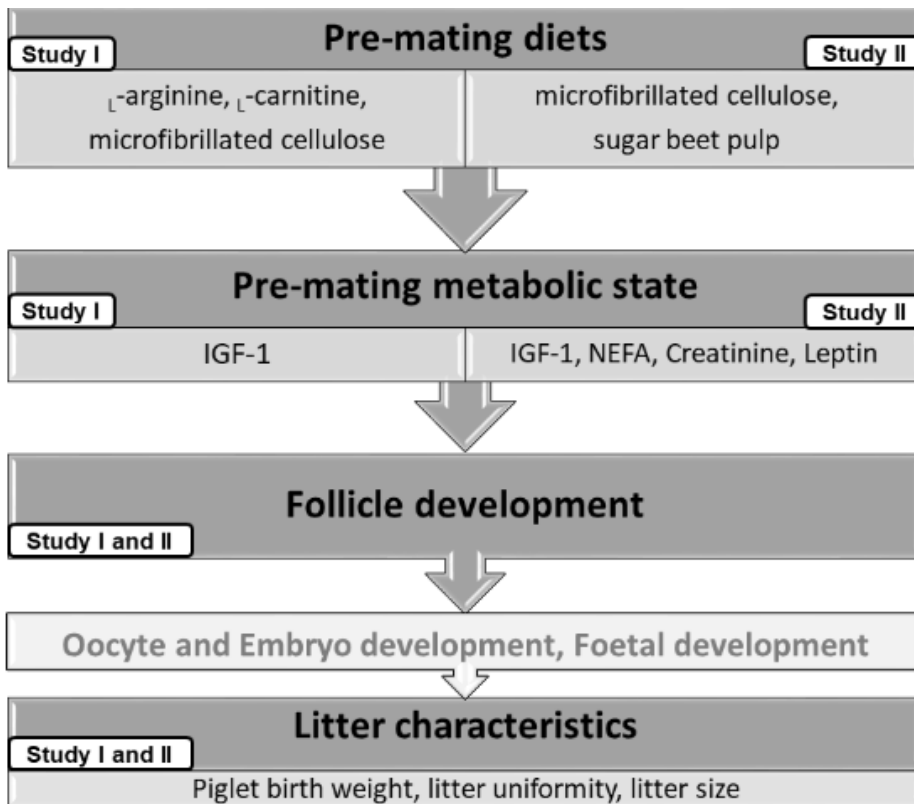 Pre-mating diets
Study I
Study II
L-arginine, L-carnitine,
microfibrillated cellulose
microfibrillated cellulose,
sugar beet pulp
Pre-mating metabolic state
Study I
Study II
IGF-1
IGF-1, NEFA, Creatinine, Leptin
Follicle development
Study I and II
Oocyte and Embryo development, Foetal development
Litter characteristics
Study I and II
Piglet birth weight, litter uniformity, litter size